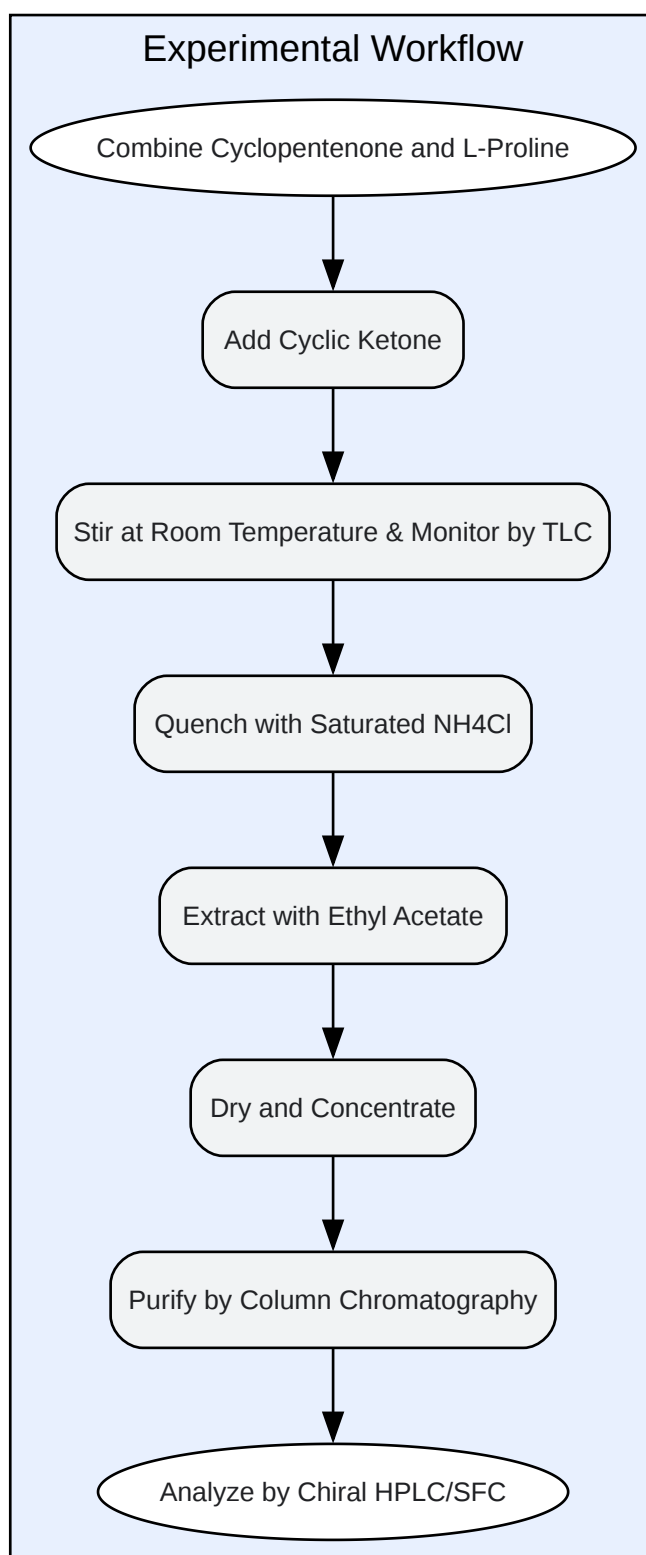 Experimental Workflow
Combine Cyclopentenone and L-Proline
Add Cyclic Ketone
Stir at Room Temperature & Monitor by TLC
Quench with Saturated NH4Cl
Extract with Ethyl Acetate
Dry and Concentrate
Purify by Column Chromatography
Analyze by Chiral HPLC/SFC